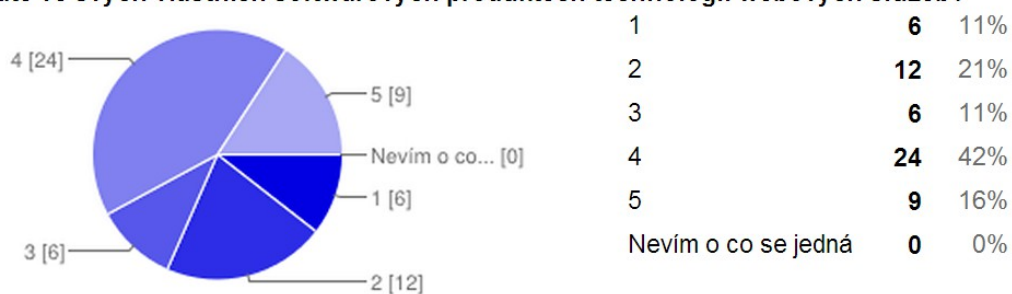 4 [24]
5 [9]
Nevím o co... [0]
1 [6]
3 [6]
2 [12]
1 6 11%
2 12 21%
3 6 11%
4 24 42%
5 9 16%
Nevím o co se jedná 0 0%